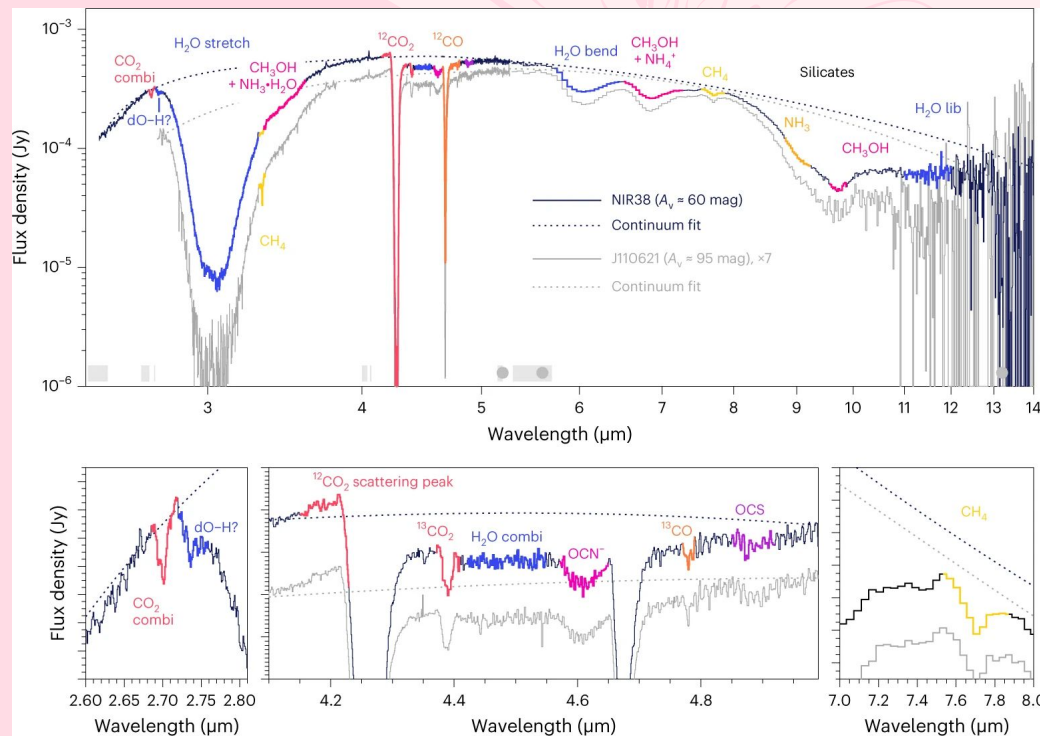 10⁻³
10⁻⁴
10⁻⁵
10⁻⁶
Flux density (Jy)
CO₂
combi
H₂O stretch
dO–H?
CH₃OH
+ NH₃•H₂O
CH₄
¹²CO₂
¹²CO
H₂O bend
CH₃OH
+ NH₄⁺
CH₄
Silicates
NH₃
CH₃OH
H₂O lib
NIR38 (Aᵥ = 60 mag)
Continuum fit
J110621 (Aᵥ = 95 mag), ×7
Continuum fit
3 4 5 6 7 8 9 10 11 12 13 14
Wavelength (µm)
Flux density (Jy)
dO–H?
CO₂
combi
2.60 2.65 2.70 2.75 2.80
Wavelength (µm)
¹²CO₂ scattering peak
¹³CO₂
H₂O combi
OCN⁻
¹³CO
OCS
4.2 4.4 4.6 4.8
Wavelength (µm)
CH₄
7.0 7.2 7.4 7.6 7.8 8.0
Wavelength (µm)